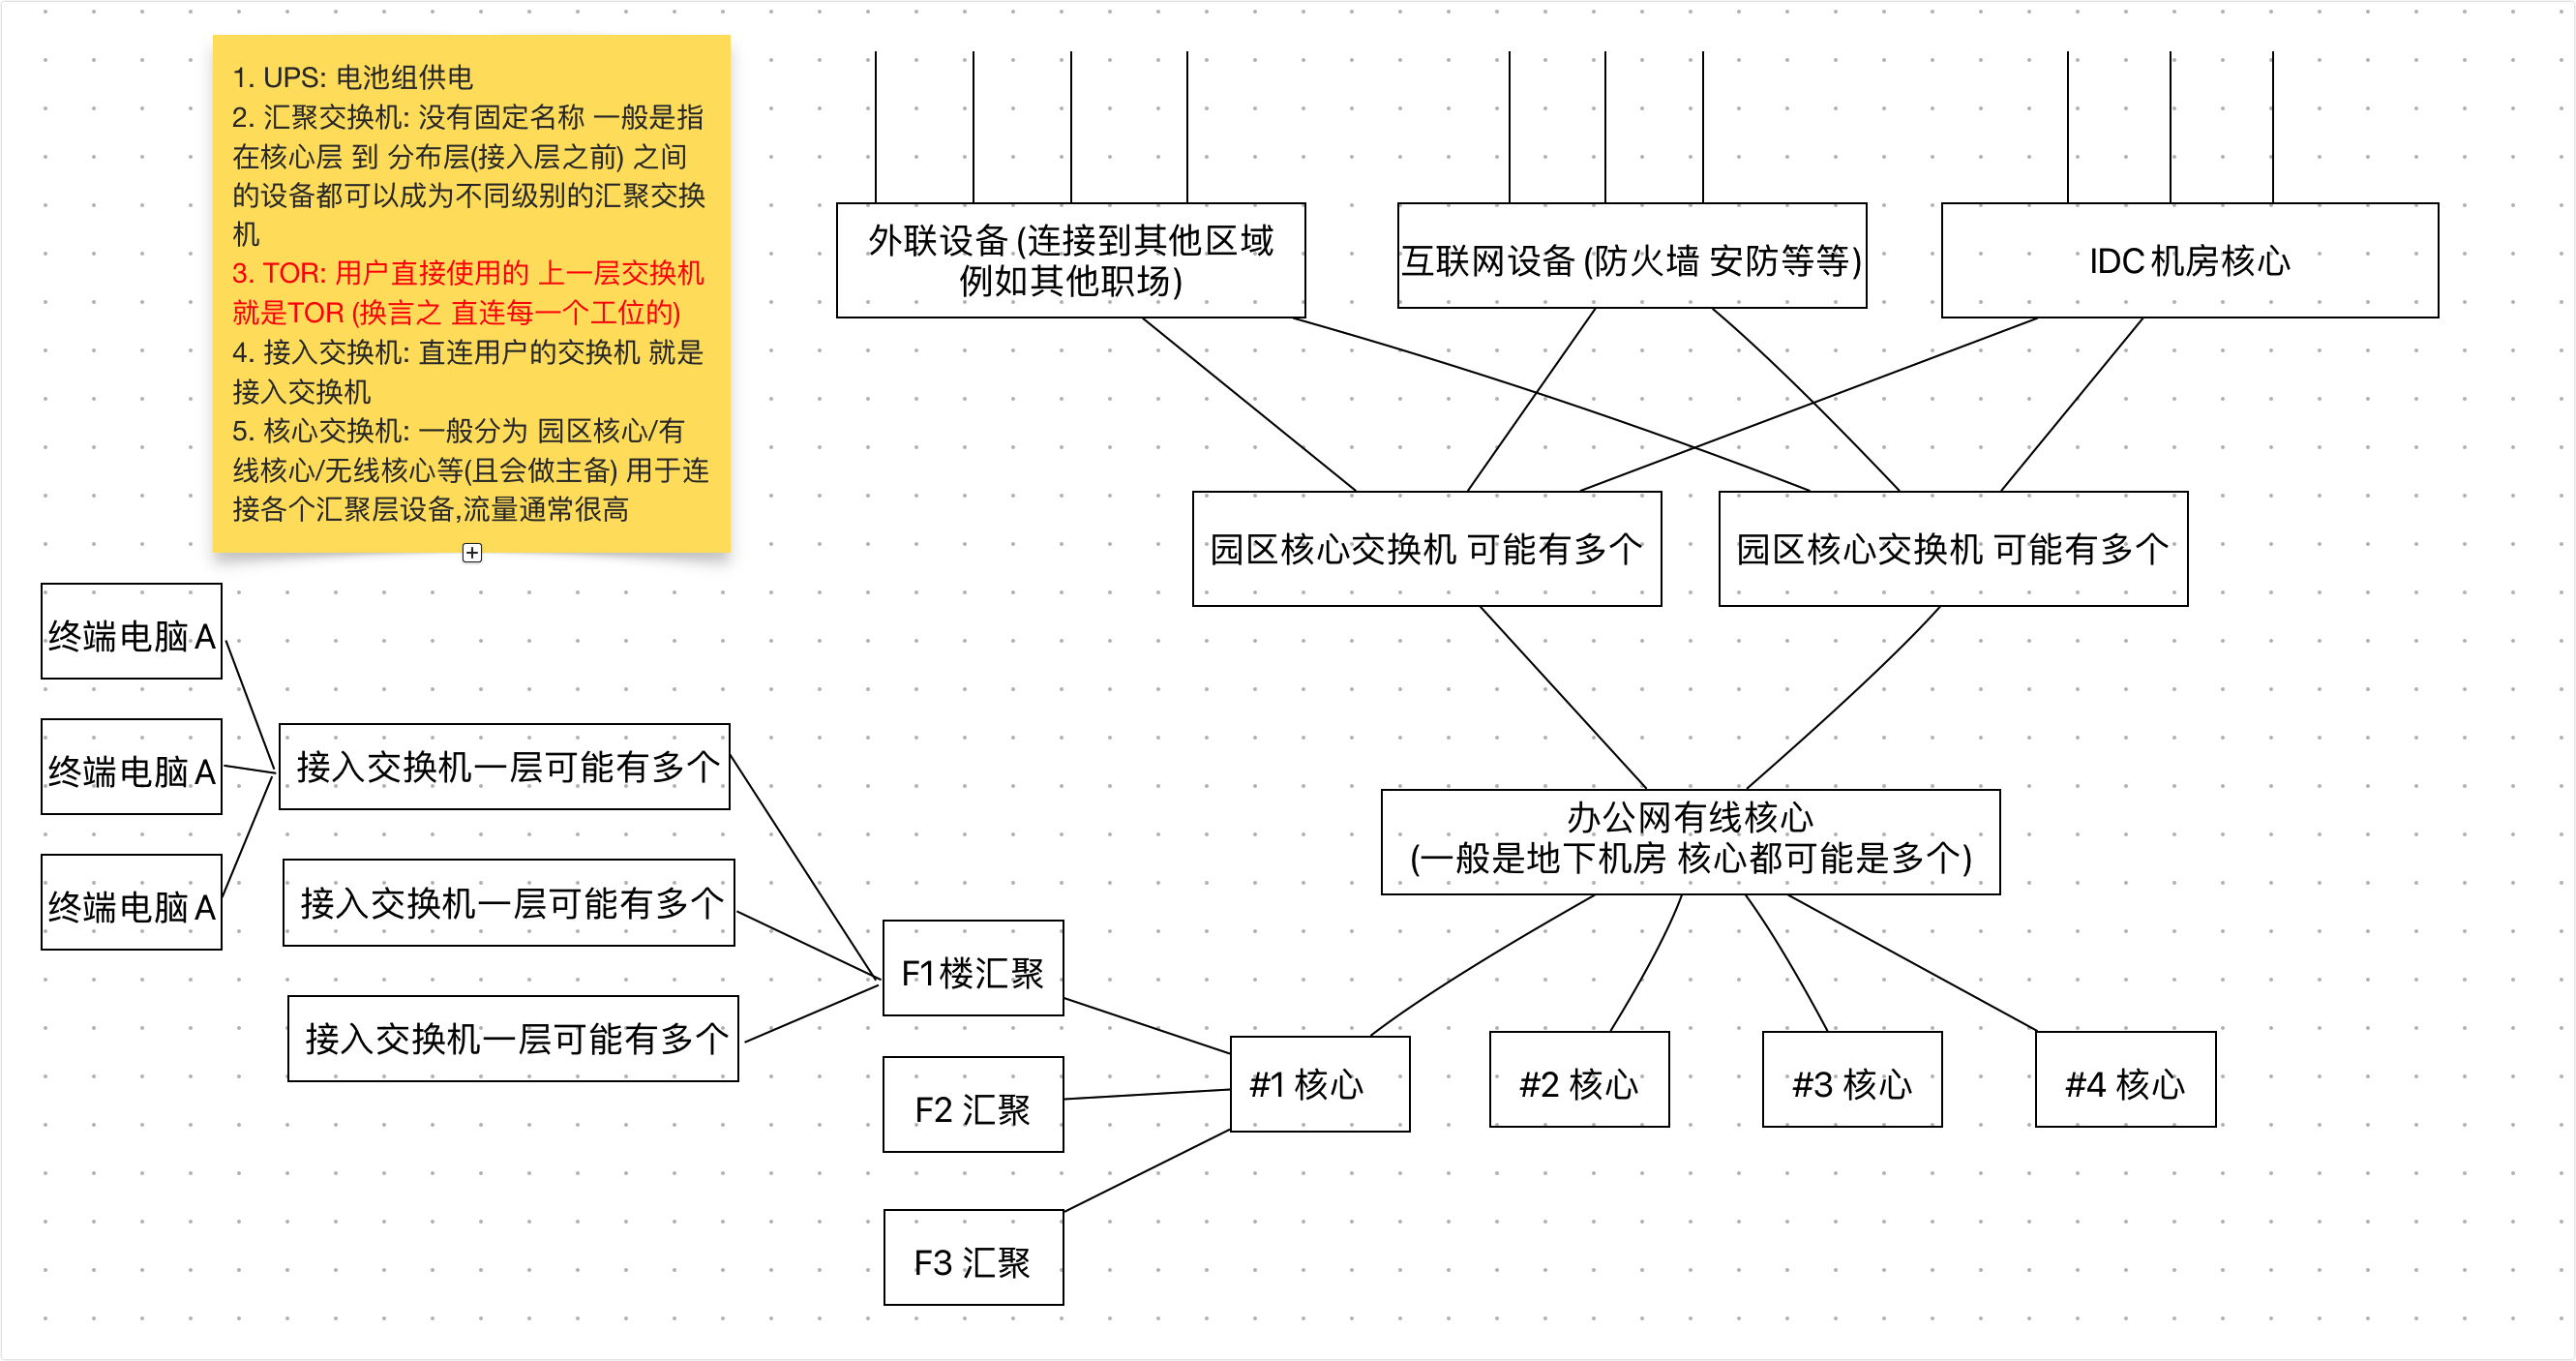 1. UPS: 电池组供电
2. 汇聚交换机: 没有固定名称 一般是指
在核心层 到 分布层(接入层之前) 之间
的设备都可以成为不同级别的汇聚交换
机
3. TOR: 用户直接使用的 上一层交换机
就是TOR (换言之 直连每一个工位的)
4. 接入交换机: 直连用户的交换机 就是
接入交换机
5. 核心交换机: 一般分为 园区核心/有
线核心/无线核心等(且会做主备) 用于连
接各个汇聚层设备,流量通常很高
外联设备(连接到其他区域
例如其他职场)
互联网设备(防火墙 安防等等)
IDC机房核心
园区核心交换机 可能有多个
园区核心交换机 可能有多个
终端电脑A
终端电脑A
终端电脑A
接入交换机一层可能有多个
接入交换机一层可能有多个
接入交换机一层可能有多个
办公网有线核心
(一般是地下机房 核心都可能是多个)
F1楼汇聚
F2 汇聚
F3 汇聚
#1 核心
#2 核心
#3 核心
#4 核心